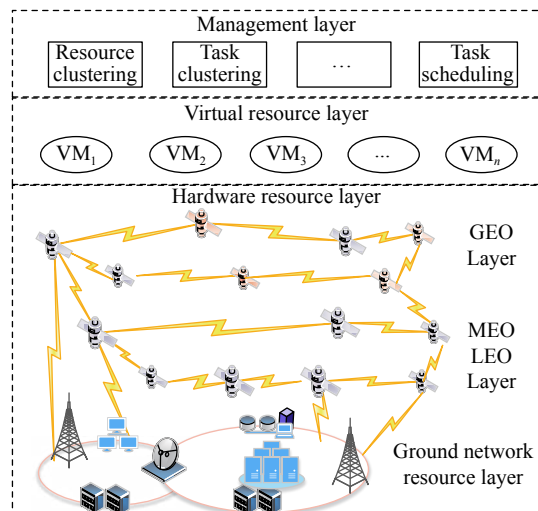 Management layer
Resource clustering
Task clustering
...
Task scheduling
Virtual resource layer
VM1
VM2
VM3
...
VMn
Hardware resource layer
GEO
Layer
MEO
LEO
Layer
Ground network
resource layer